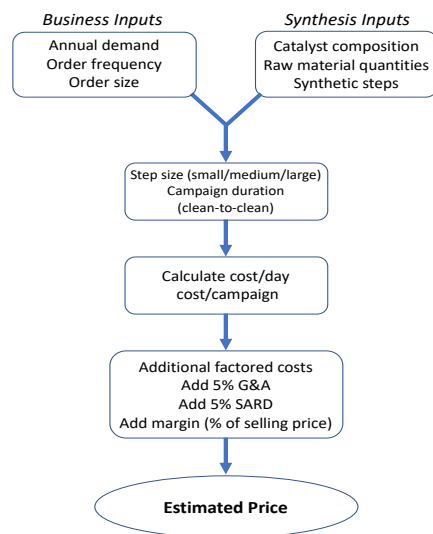 Business Inputs
Annual demand
Order frequency
Order size
Synthesis Inputs
Catalyst composition
Raw material quantities
Synthetic steps
Step size (small/medium/large)
Campaign duration
(clean-to-clean)
Calculate cost/day
cost/campaign
Additional factored costs
Add 5% G&A
Add 5% SARD
Add margin (% of selling price)
Estimated Price